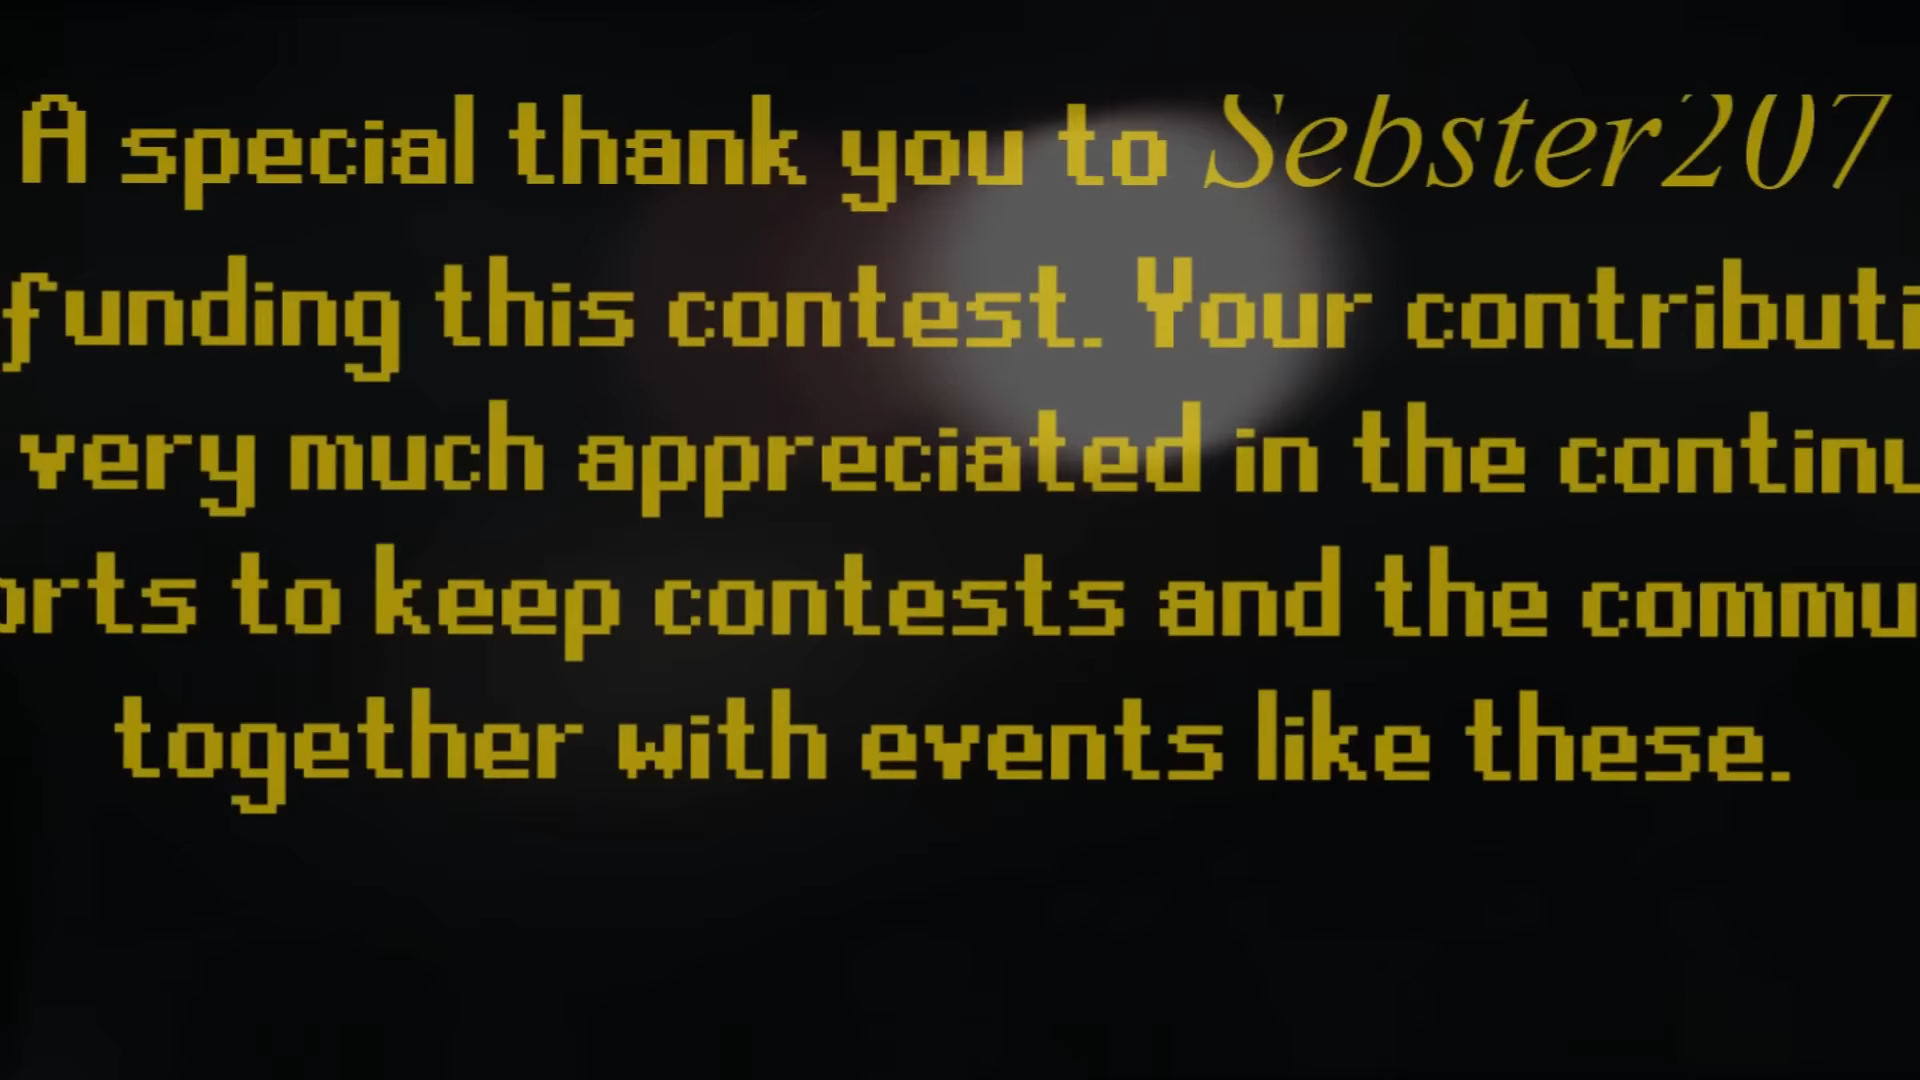 A special thank you to Sebster207
funding this contest. Your contributi
very much appreciated in the continu
orts to keep contests and the commu
together with events like these.